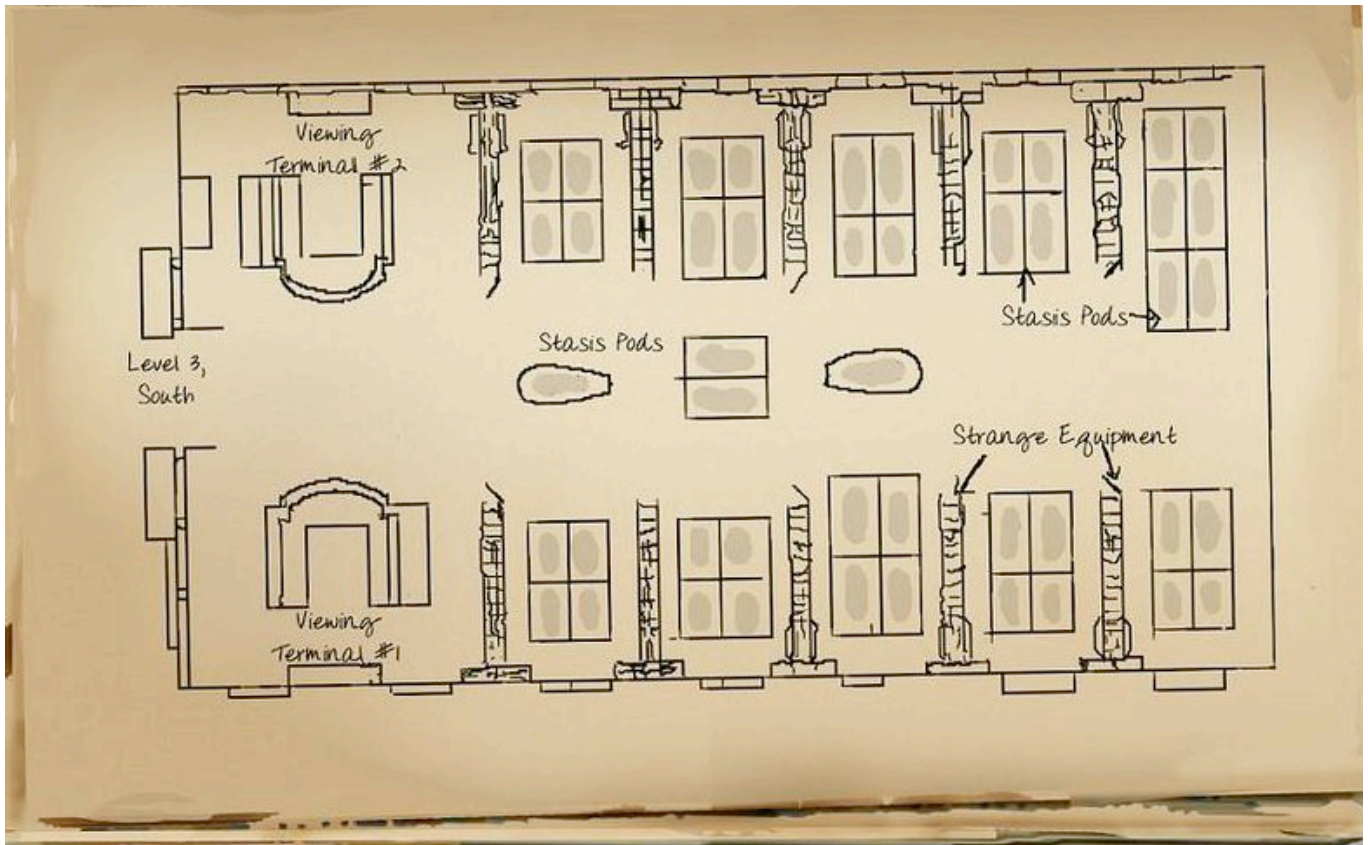 Viewing
Terminal #2
Stasis Pods
Stasis Pods
Level 3,
South
Strange Equipment
Viewing
Terminal #1